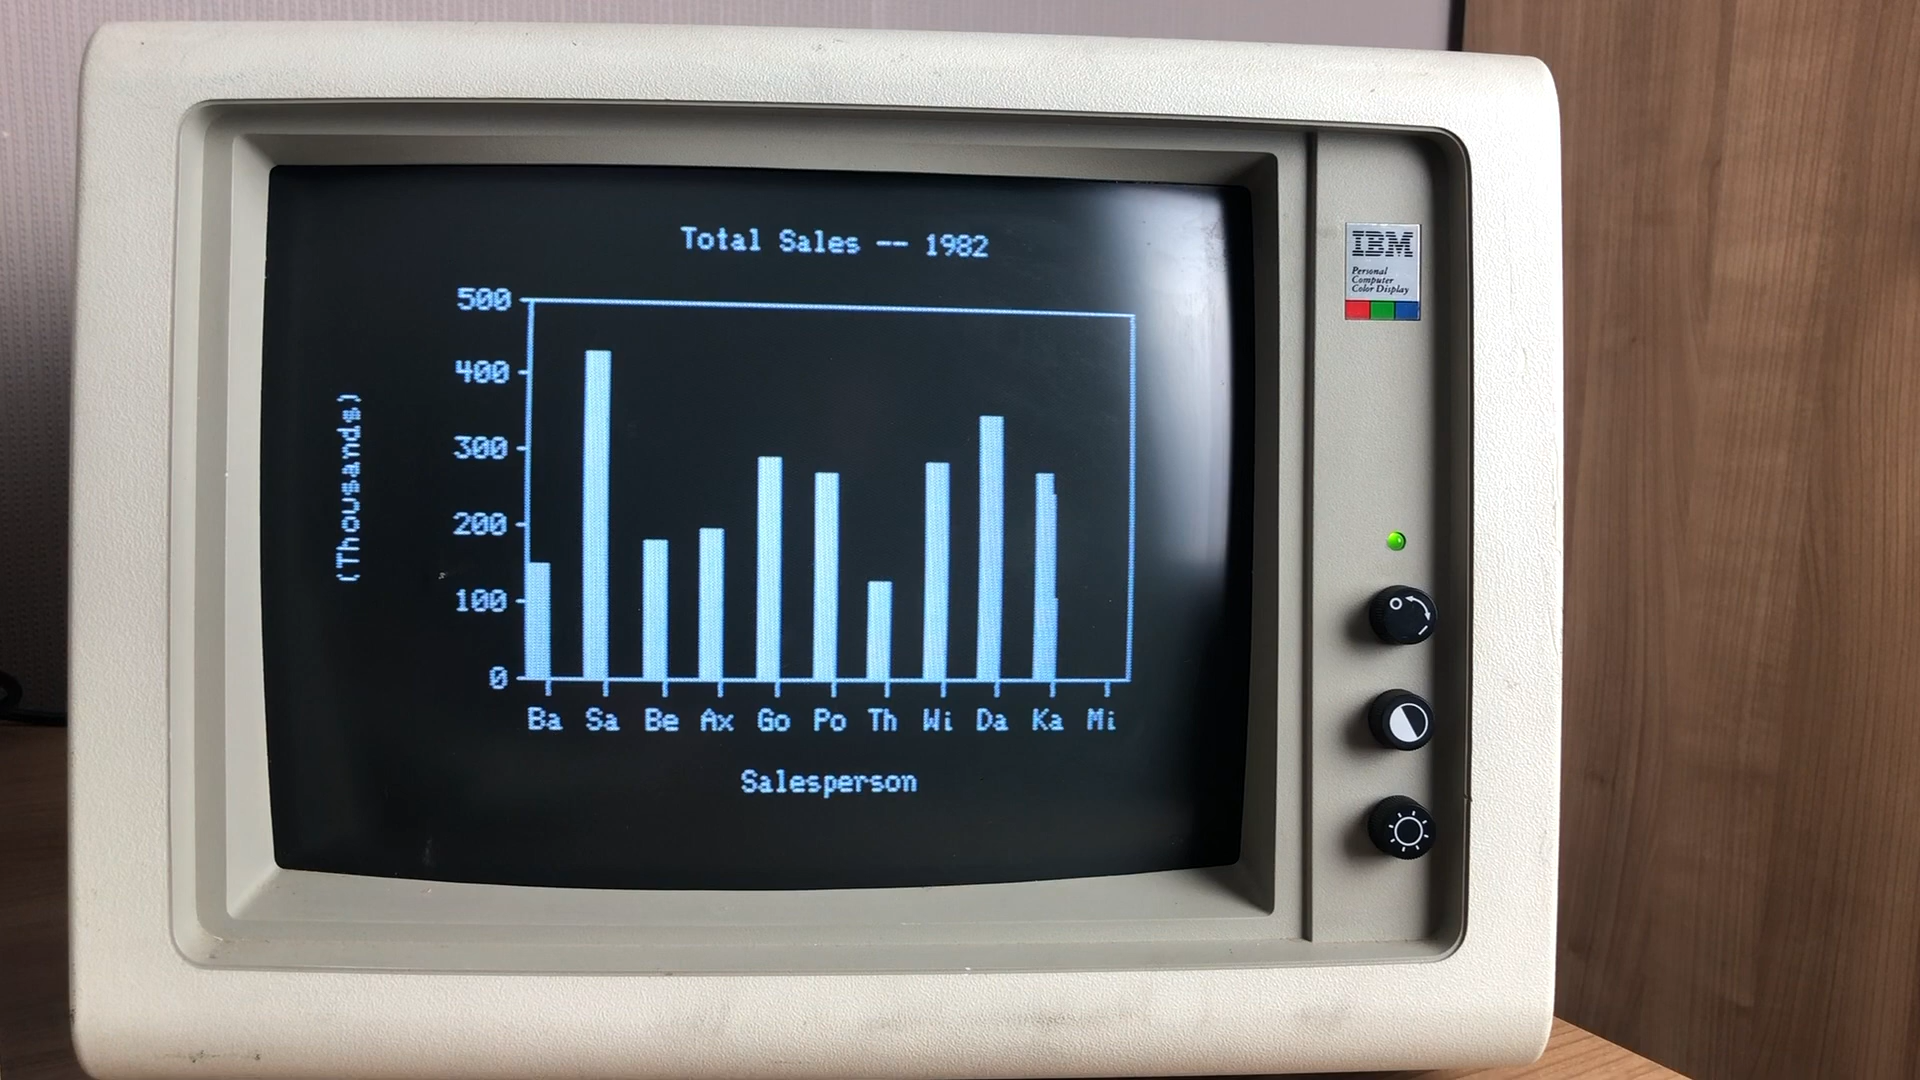 Total Sales -- 1982
500
400
300
200
100
0
(Thousands)
Ba Sa Be Ax Go Po Th Wi Da Ka Mi
Salesperson
IBM
Personal
Computer
Color Display